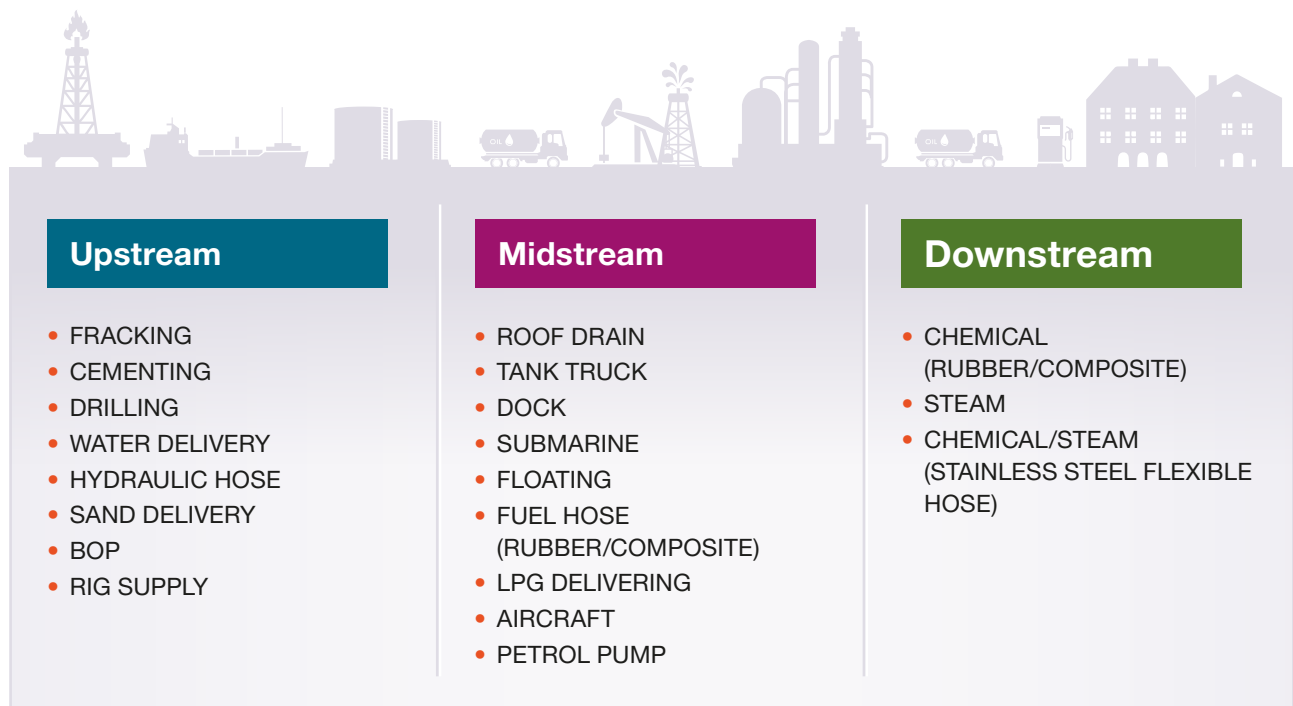 OIL
OIL
Upstream
FRACKING
CEMENTING
DRILLING
WATER DELIVERY
HYDRAULIC HOSE
SAND DELIVERY
BOP
RIG SUPPLY
Midstream
ROOF DRAIN
TANK TRUCK
DOCK
SUBMARINE
FLOATING
FUEL HOSE
(RUBBER/COMPOSITE)
LPG DELIVERING
AIRCRAFT
PETROL PUMP
Downstream
CHEMICAL
(RUBBER/COMPOSITE)
STEAM
CHEMICAL/STEAM
(STAINLESS STEEL FLEXIBLE
HOSE)